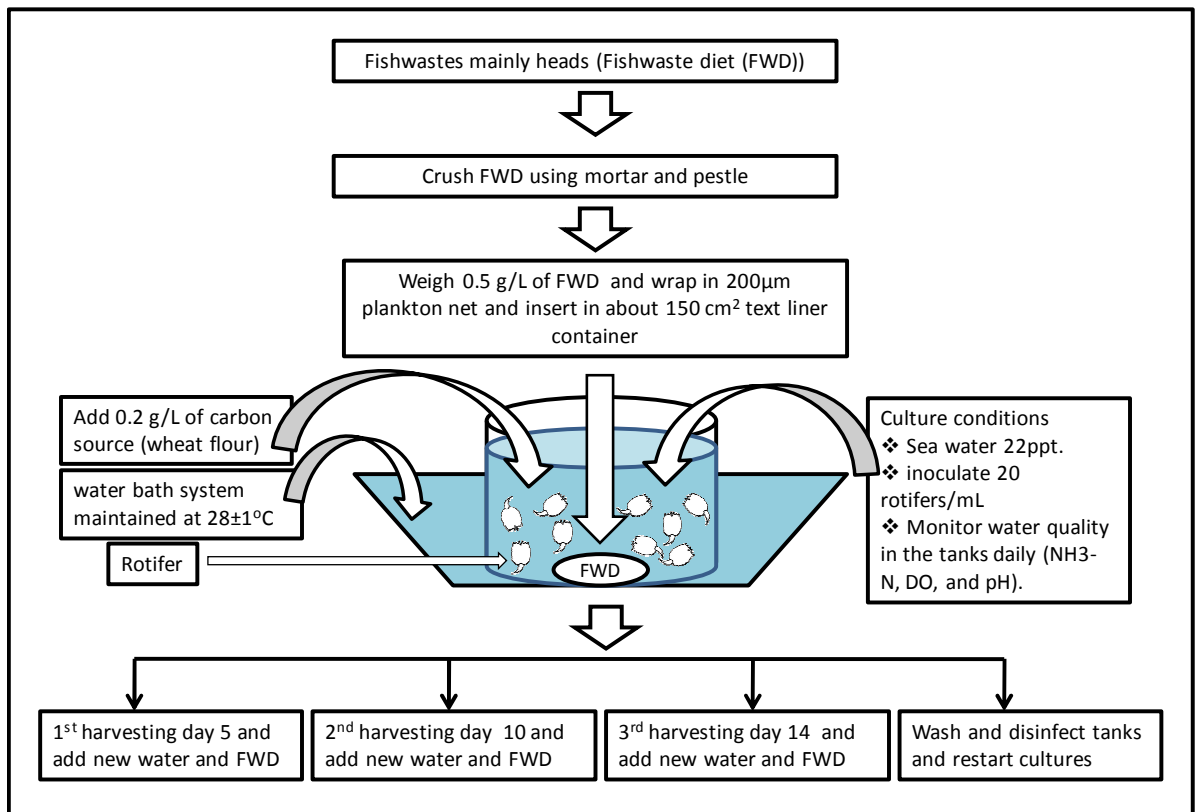 Fishwastes mainly heads (Fishwaste diet (FWD))
Crush FWD using mortar and pestle
Weigh 0.5 g/L of FWD and wrap in 200µm
plankton net and insert in about 150 cm² text liner
container
Add 0.2 g/L of carbon
source (wheat flour)
water bath system
maintained at 28±1°C
Rotifer
FWD
Culture conditions
❖ Sea water 22ppt.
❖ inoculate 20
rotifers/mL
❖ Monitor water quality
in the tanks daily (NH3-
N, DO, and pH).
1st harvesting day 5 and
add new water and FWD
2nd harvesting day 10 and
add new water and FWD
3rd harvesting day 14 and
add new water and FWD
Wash and disinfect tanks
and restart cultures